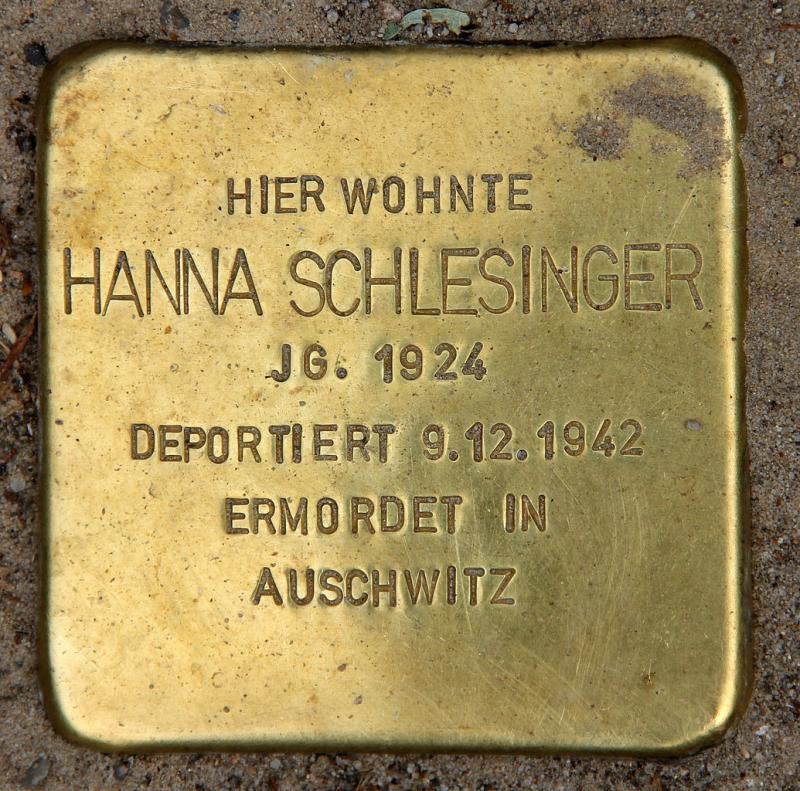 HIER WOHNTE
HANNA SCHLESINGER
JG. 1924
DEPORTIERT 9.12.1942
ERMORDET IN
AUSCHWITZ